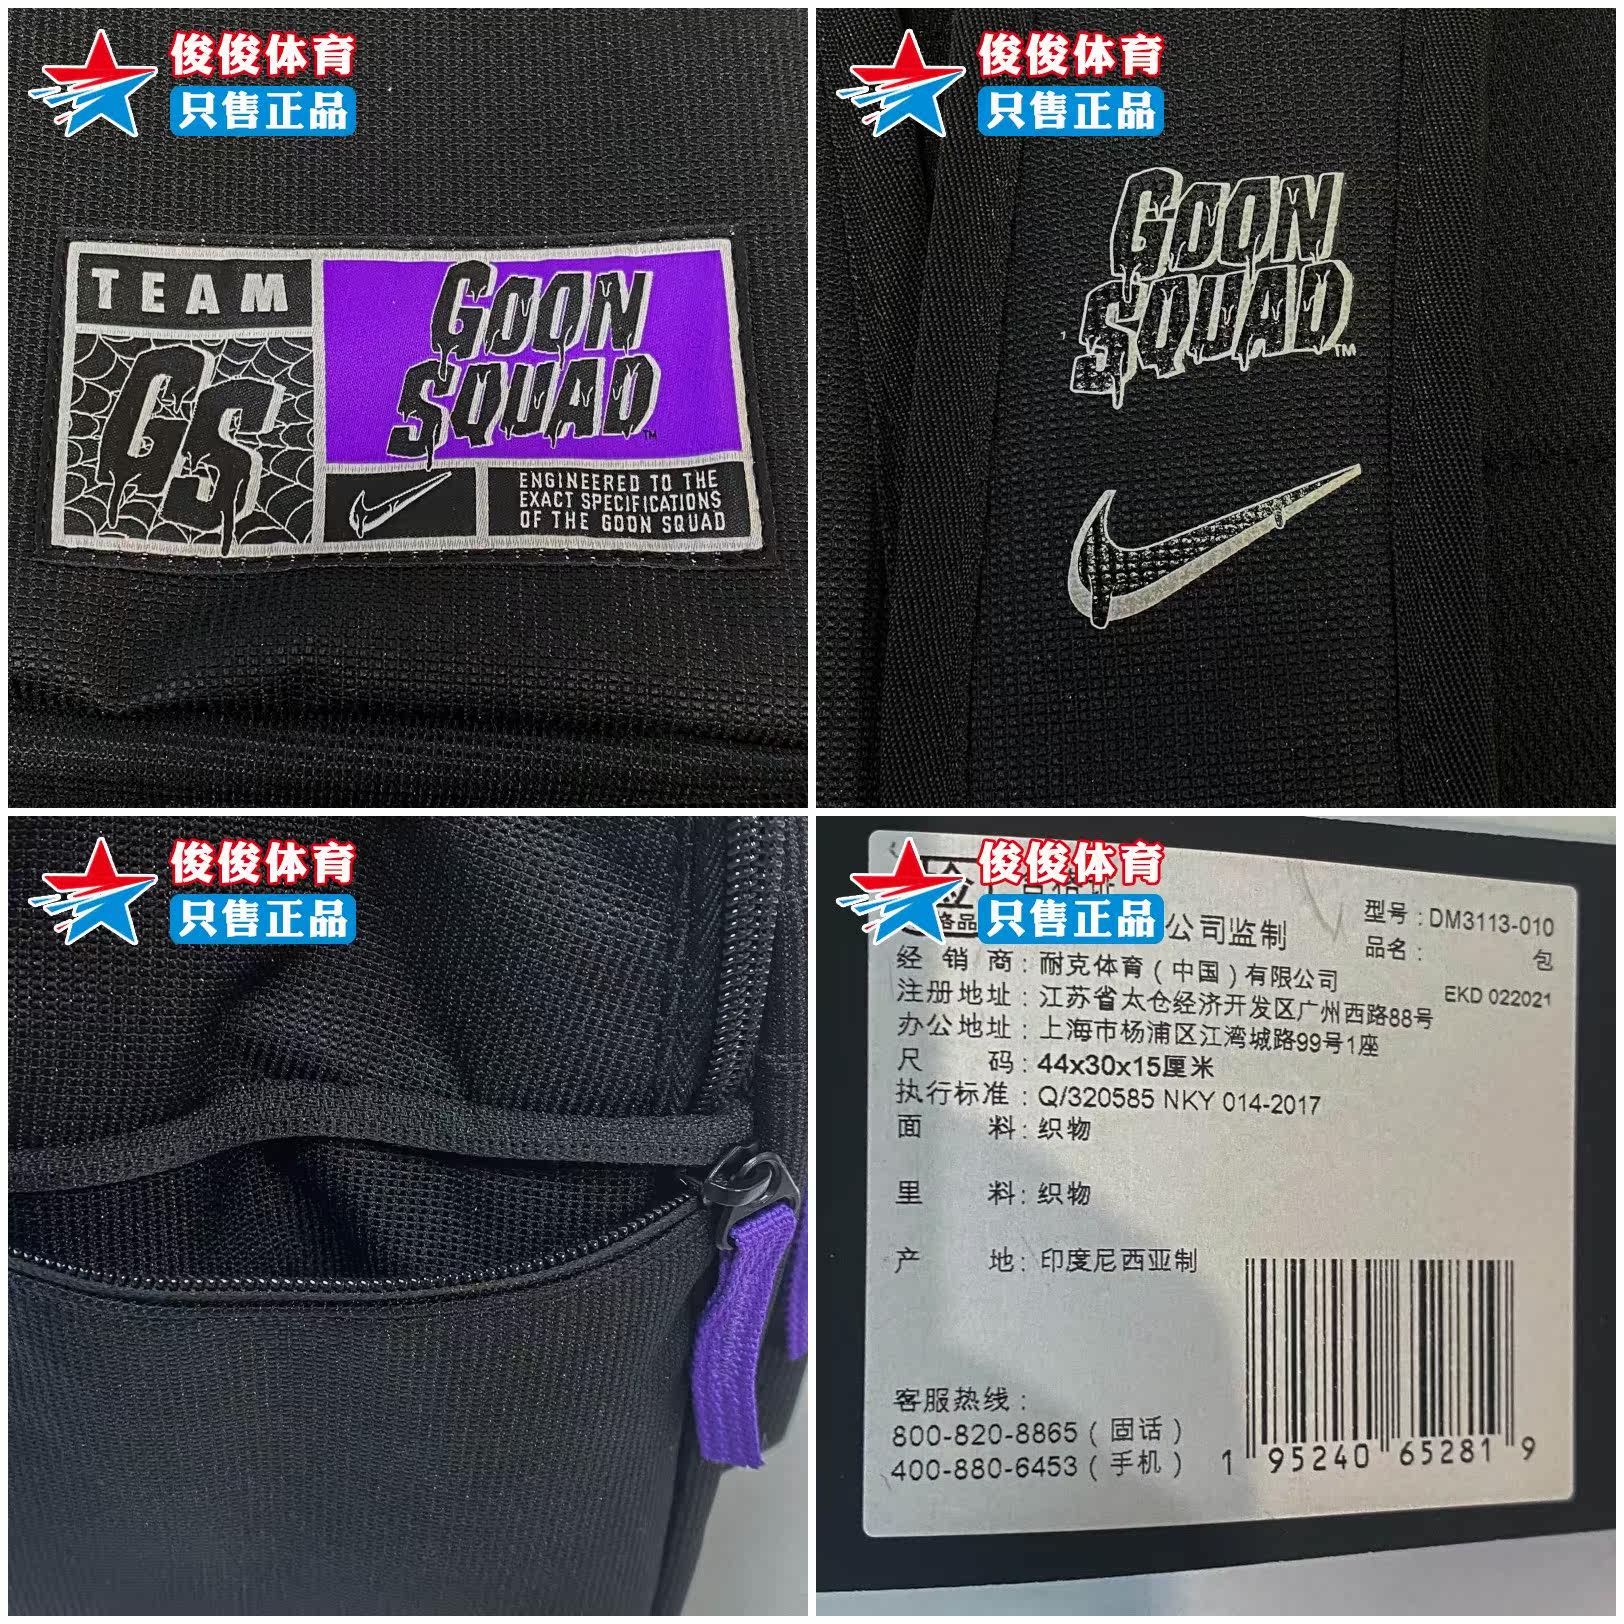 俊俊体育
只售正品
TEAM
GS
GOON
SQUAD
TM
ENGINEERED TO THE
EXACT SPECIFICATIONS
OF THE GOON SQUAD
俊俊体育
只售正品
GOON
SQUAD
TM
俊俊体育
只售正品
俊俊体育
只售正品
公司监制
型号：DM3113-010
品名： 包
经销商：耐克体育（中国）有限公司
EKD 022021
注册地址：江苏省太仓经济开发区广州西路88号
办公地址：上海市杨浦区江湾城路99号1座
尺码：44x30x15厘米
执行标准：Q/320585 NKY 014-2017
面料：织物
里料：织物
产地：印度尼西亚制
客服热线：
800-820-8865（固话）
400-880-6453（手机）
1 95240 65281 9